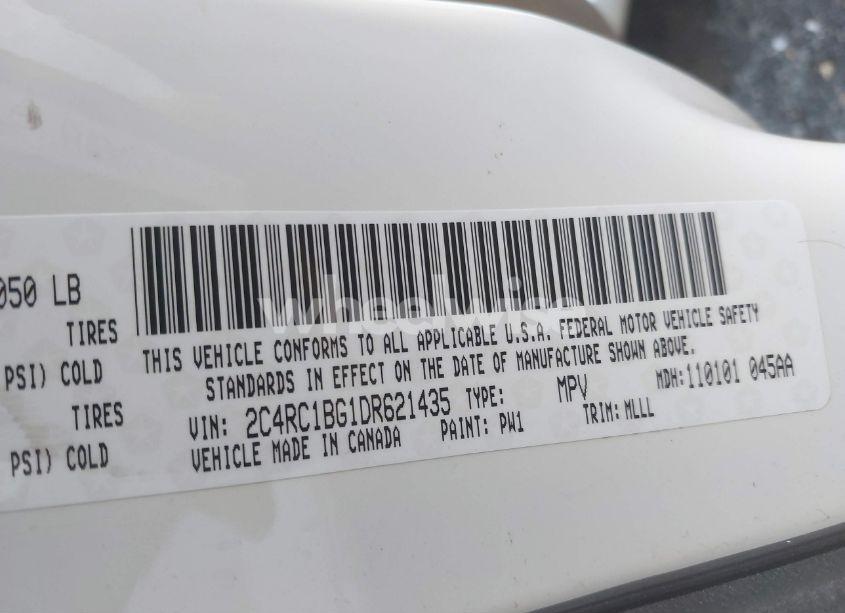 050 LB
TIRES
PSI) COLD
TIRES
PSI) COLD
THIS VEHICLE CONFORMS TO ALL APPLICABLE U.S.A. FEDERAL MOTOR VEHICLE SAFETY
STANDARDS IN EFFECT ON THE DATE OF MANUFACTURE SHOWN ABOVE.
VIN: 2C4RC1BG1DR621435 TYPE: MPV MDH:110101 045AA
VEHICLE MADE IN CANADA PAINT: PW1 TRIM:MLLL
wheelwise